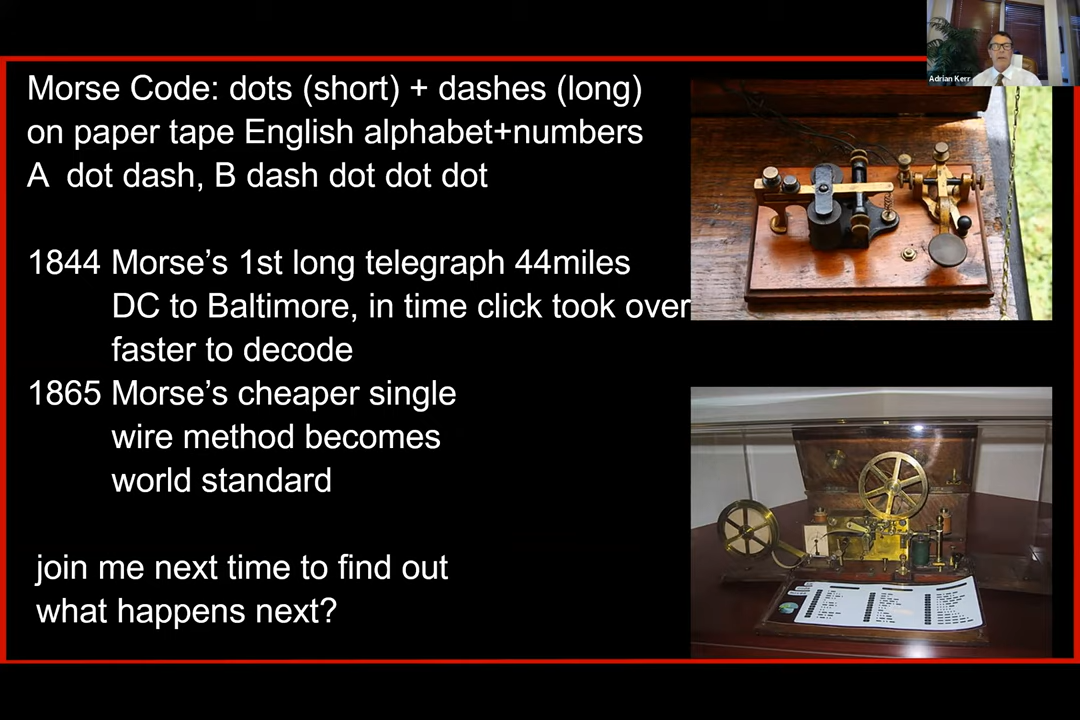 Morse Code: dots (short) + dashes (long)
on paper tape English alphabet+numbers
A dot dash, B dash dot dot dot
1844 Morse’s 1st long telegraph 44miles
DC to Baltimore, in time click took over
faster to decode
1865 Morse’s cheaper single
wire method becomes
world standard
join me next time to find out
what happens next?
Adrian Kerr